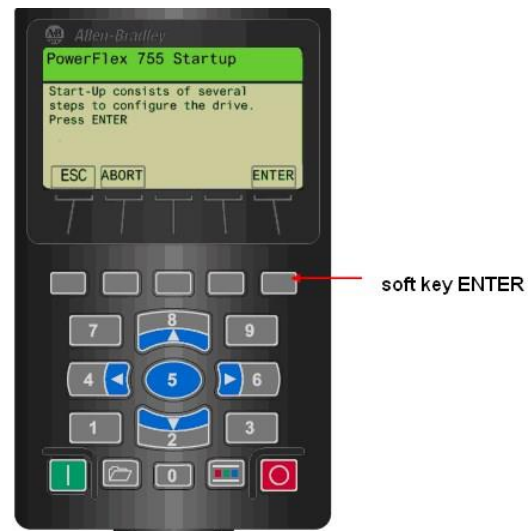 Allen-Bradley
PowerFlex 755 Startup
Start-Up consists of several
steps to configure the drive.
Press ENTER
ESC ABORT ENTER
soft key ENTER
7 8 9
4 5 6
1 2 3
0